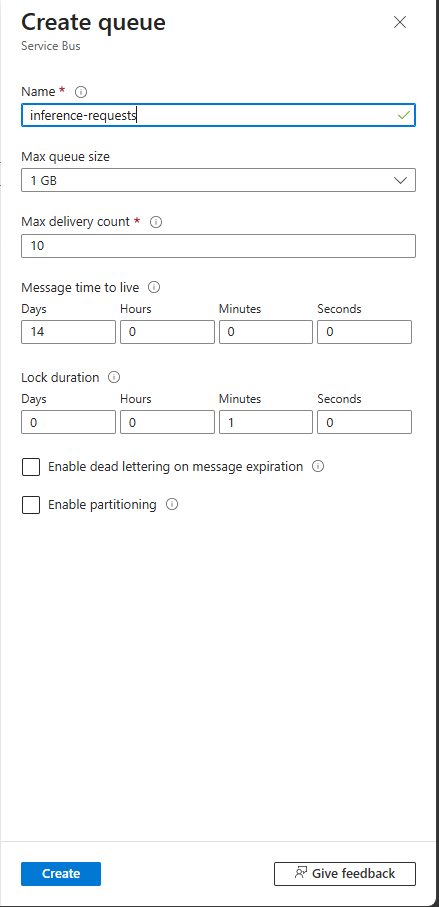 Create queue
Service Bus
Name *
inference-requests
Max queue size
1 GB
Max delivery count *
10
Message time to live
Days Hours Minutes Seconds
14 0 0 0
Lock duration
Days Hours Minutes Seconds
0 0 1 0
Enable dead lettering on message expiration
Enable partitioning
Create Give feedback